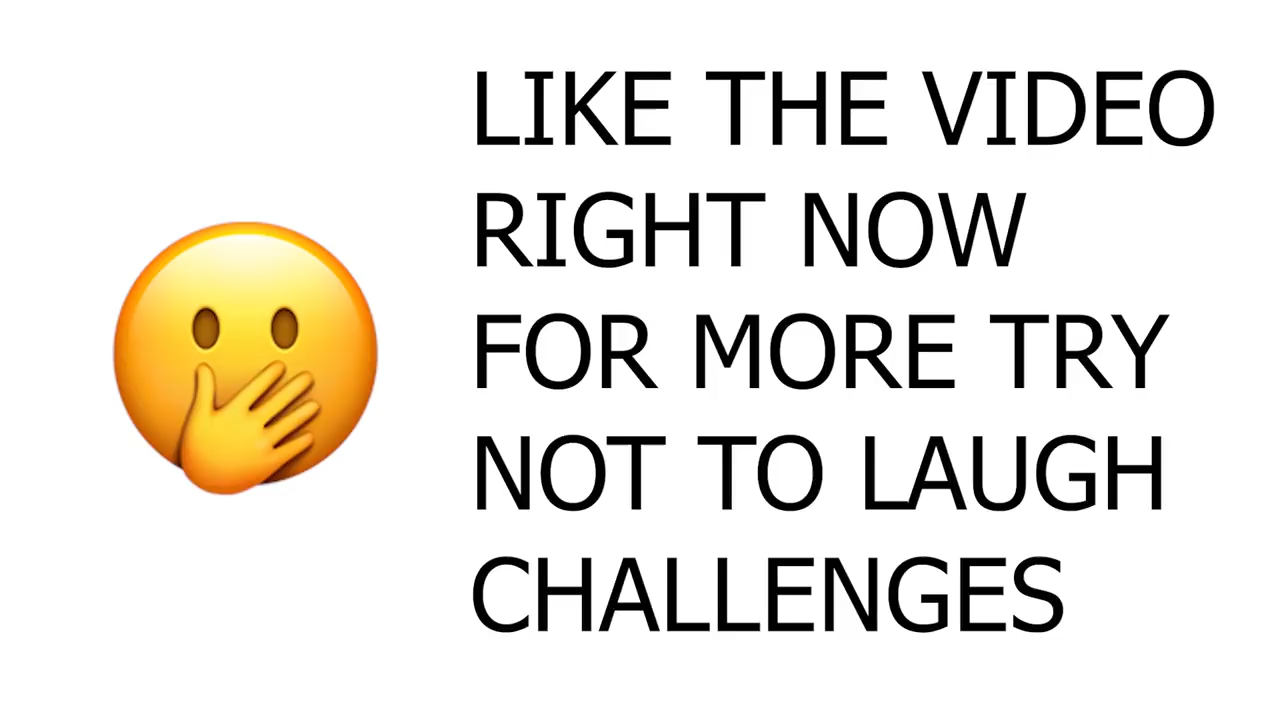 LIKE THE VIDEO
RIGHT NOW
FOR MORE TRY
NOT TO LAUGH
CHALLENGES